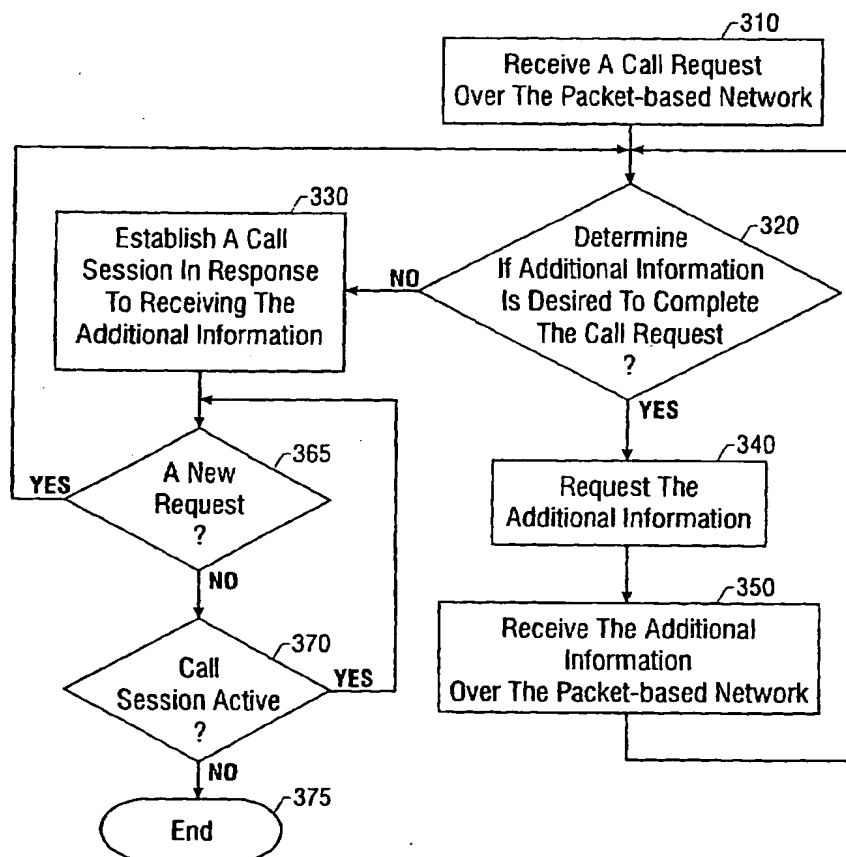 310
Receive A Call Request
Over The Packet-based Network
330
Establish A Call
Session In Response
To Receiving The
Additional Information
320
Determine
If Additional Information
Is Desired To Complete
The Call Request
?
NO
YES
340
Request The
Additional Information
350
Receive The Additional
Information
Over The Packet-based Network
365
A New
Request
?
YES
NO
370
Call
Session Active
?
YES
NO
375
End